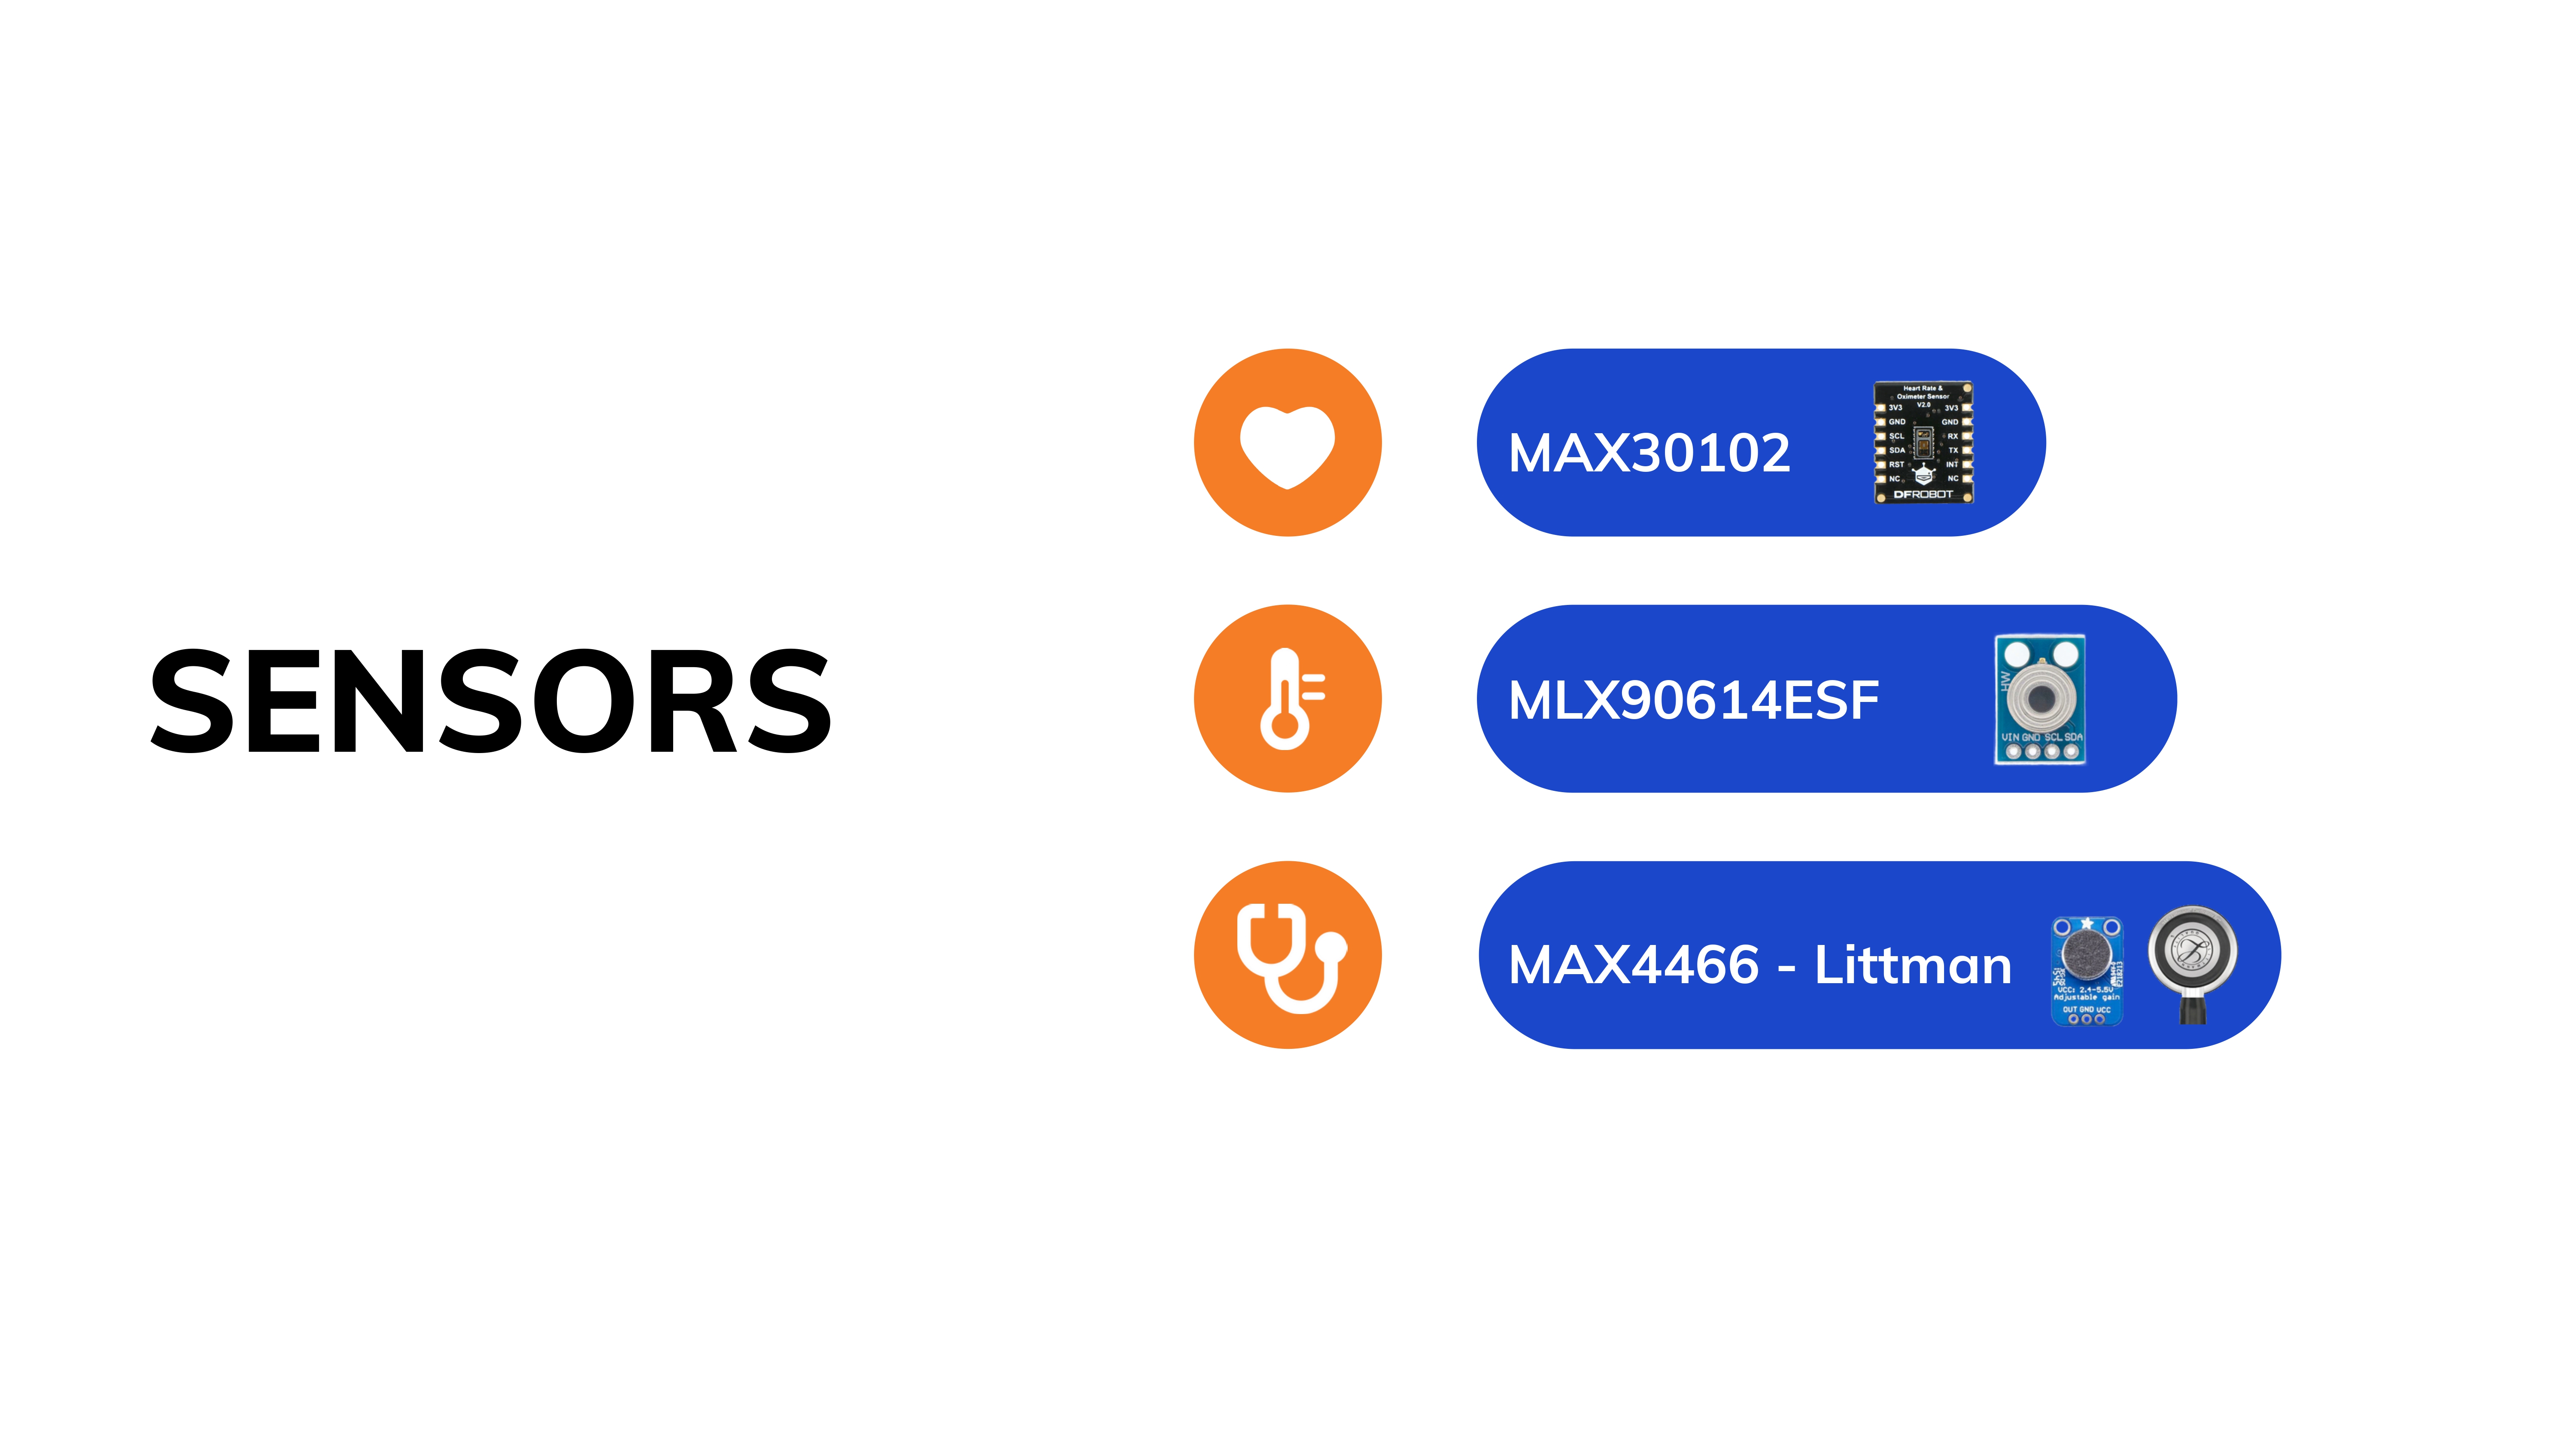 SENSORS
MAX30102
Heart Rate &
Oximeter Sensor
V2.0
3V3 3V3
GND GND
SCL RX
SDA TX
RST INT
NC NC
DFROBOT
MLX90614ESF
HW
VIN GND SCL SDA
MAX4466 - Littman
VCC: 2.4-5.5V
Adjustable gain
OUT GND VCC